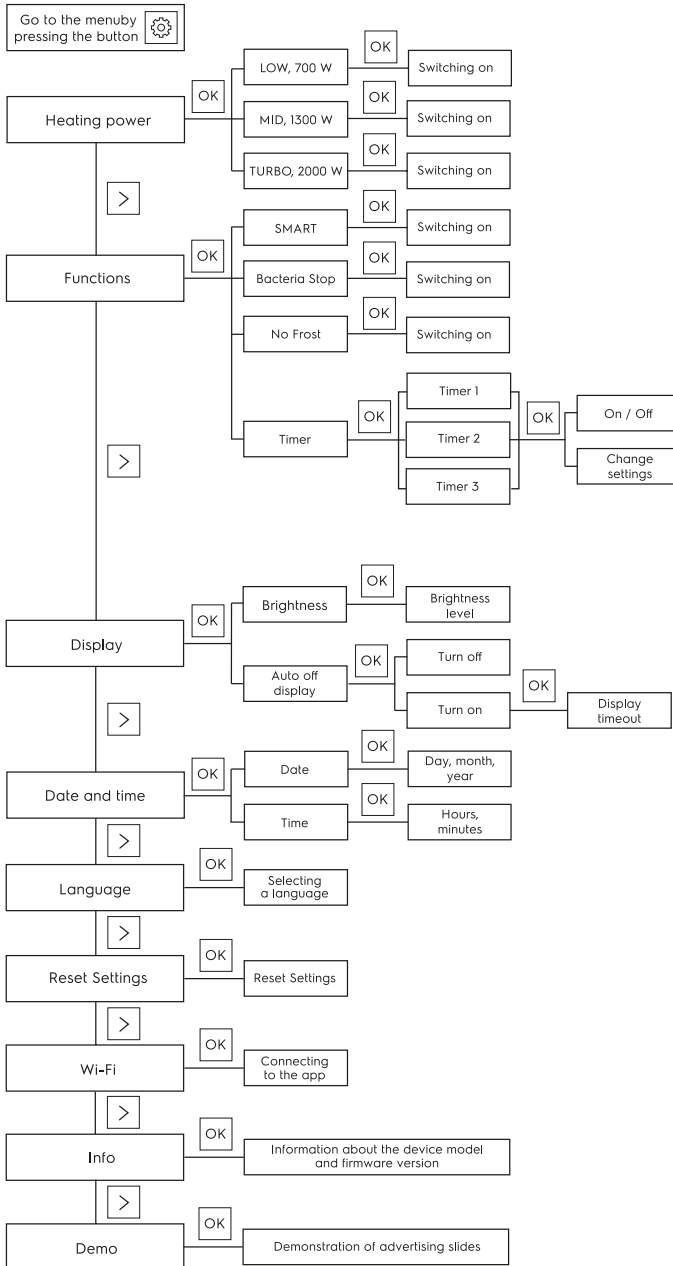 Go to the menuby
pressing the button
OK
LOW, 700 W
OK
Switching on
Heating power
MID, 1300 W
OK
Switching on
TURBO, 2000 W
OK
Switching on
>
Functions
OK
SMART
OK
Switching on
Bacteria Stop
OK
Switching on
No Frost
OK
Switching on
Timer
OK
Timer 1
Timer 2
Timer 3
OK
On / Off
Change
settings
>
Display
OK
Brightness
OK
Brightness
level
Auto off
display
OK
Turn off
Turn on
OK
Display
timeout
>
Date and time
OK
Date
OK
Day, month,
year
Time
OK
Hours,
minutes
>
Language
OK
Selecting
a language
>
Reset Settings
OK
Reset Settings
>
Wi-Fi
OK
Connecting
to the app
>
Info
OK
Information about the device model
and firmware version
>
Demo
OK
Demonstration of advertising slides